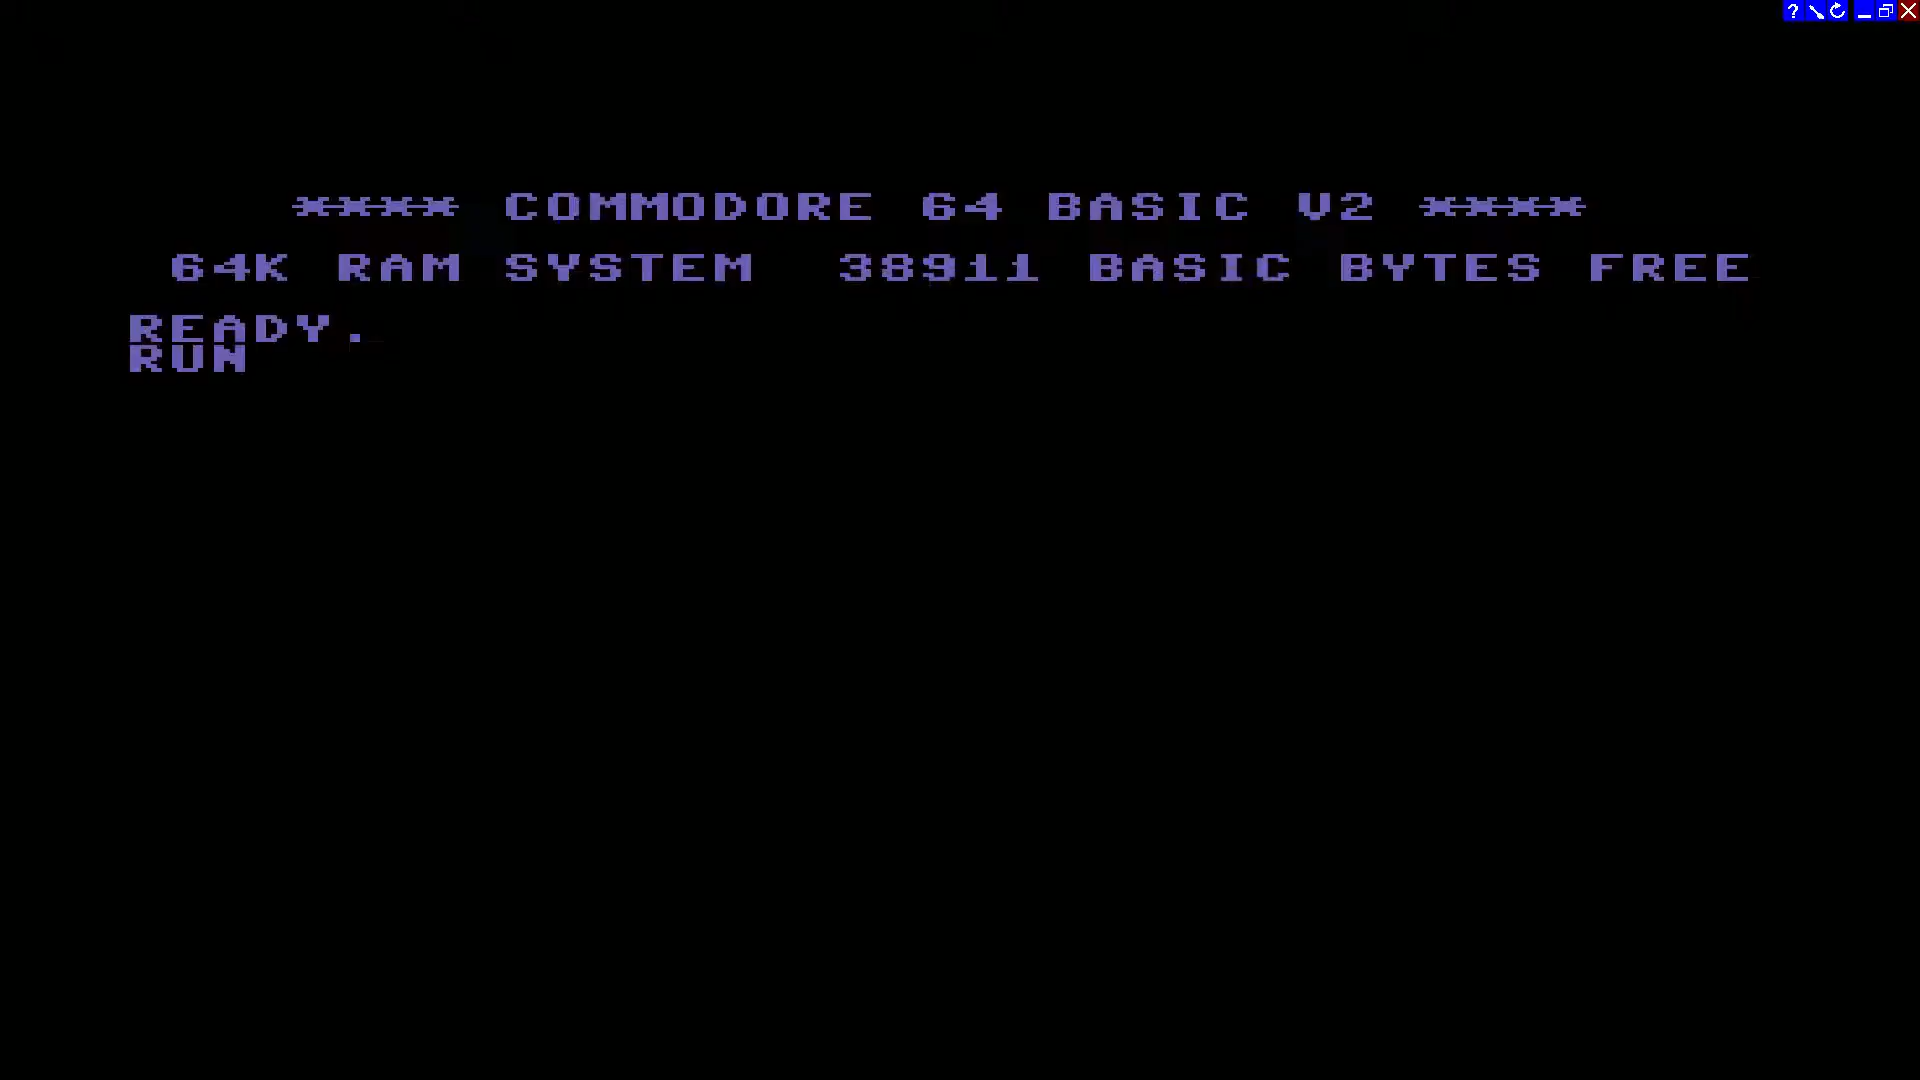 **** COMMODORE 64 BASIC V2 ****
64K RAM SYSTEM  38911 BASIC BYTES FREE
READY.
RUN